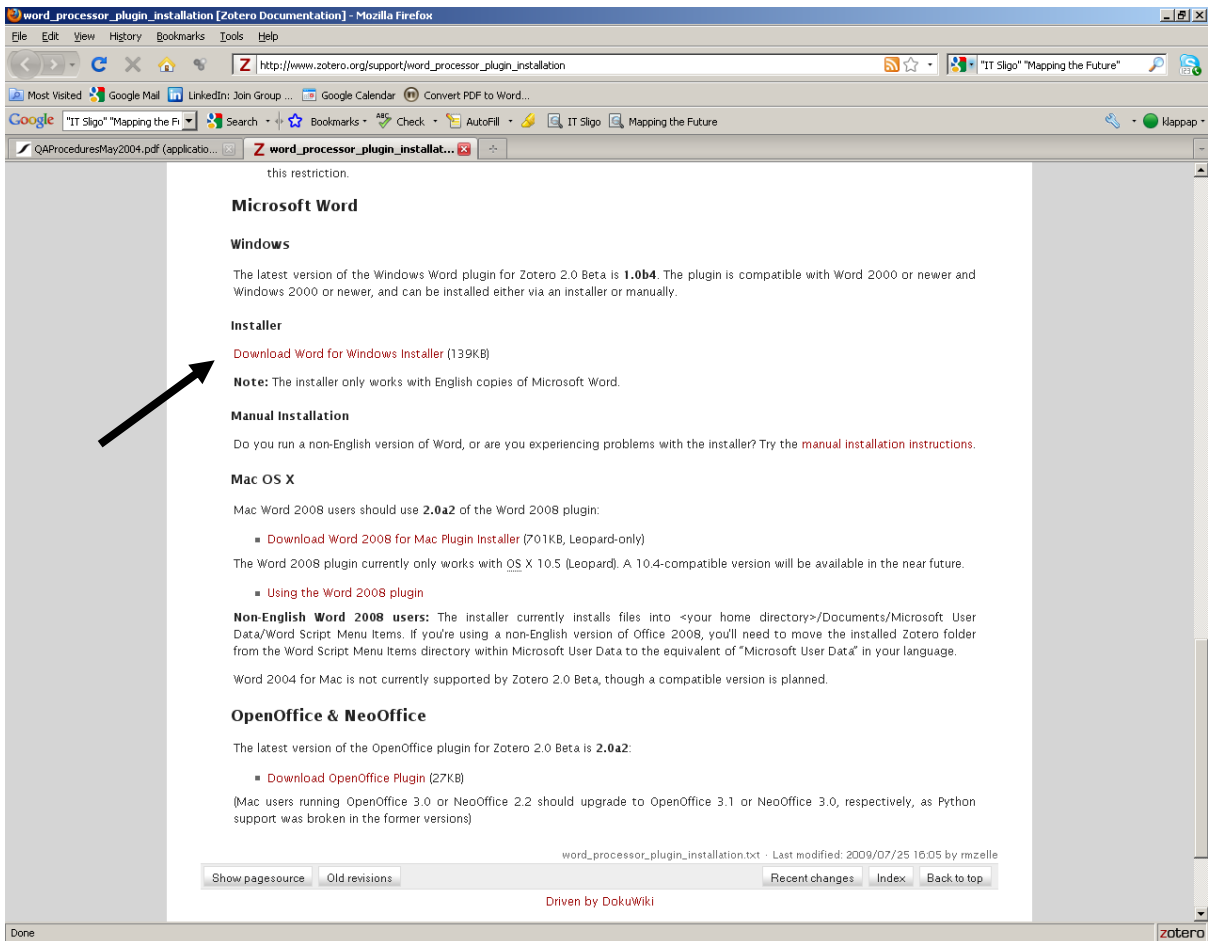 word_processor_plugin_installation [Zotero Documentation] - Mozilla Firefox
File Edit View History Bookmarks Tools Help
Z http://www.zotero.org/support/word_processor_plugin_installation "IT Sligo" "Mapping the Future"
Most Visited Google Mail LinkedIn: Join Group ... Google Calendar Convert PDF to Word...
Google "IT Sligo" "Mapping the Fu Search Bookmarks ABC Check AutoFill IT Sligo Mapping the Future klappap
QAProceduresMay2004.pdf (applicatio... Z word_processor_plugin_installat...
this restriction.
Microsoft Word
Windows
The latest version of the Windows Word plugin for Zotero 2.0 Beta is 1.0b4. The plugin is compatible with Word 2000 or newer and
Windows 2000 or newer, and can be installed either via an installer or manually.
Installer
Download Word for Windows Installer (139KB)
Note: The installer only works with English copies of Microsoft Word.
Manual Installation
Do you run a non-English version of Word, or are you experiencing problems with the installer? Try the manual installation instructions.
Mac OS X
Mac Word 2008 users should use 2.0a2 of the Word 2008 plugin:
Download Word 2008 for Mac Plugin Installer (701KB, Leopard-only)
The Word 2008 plugin currently only works with OS X 10.5 (Leopard). A 10.4-compatible version will be available in the near future.
Using the Word 2008 plugin
Non-English Word 2008 users: The installer currently installs files into <your home directory>/Documents/Microsoft User
Data/Word Script Menu Items. If you're using a non-English version of Office 2008, you'll need to move the installed Zotero folder
from the Word Script Menu Items directory within Microsoft User Data to the equivalent of "Microsoft User Data" in your language.
Word 2004 for Mac is not currently supported by Zotero 2.0 Beta, though a compatible version is planned.
OpenOffice & NeoOffice
The latest version of the OpenOffice plugin for Zotero 2.0 Beta is 2.0a2:
Download OpenOffice Plugin (27KB)
(Mac users running OpenOffice 3.0 or NeoOffice 2.2 should upgrade to OpenOffice 3.1 or NeoOffice 3.0, respectively, as Python
support was broken in the former versions)
word_processor_plugin_installation.txt · Last modified: 2009/07/25 16:05 by rmzelle
Show pagesource Old revisions Recent changes Index Back to top
Driven by DokuWiki
Done zotero